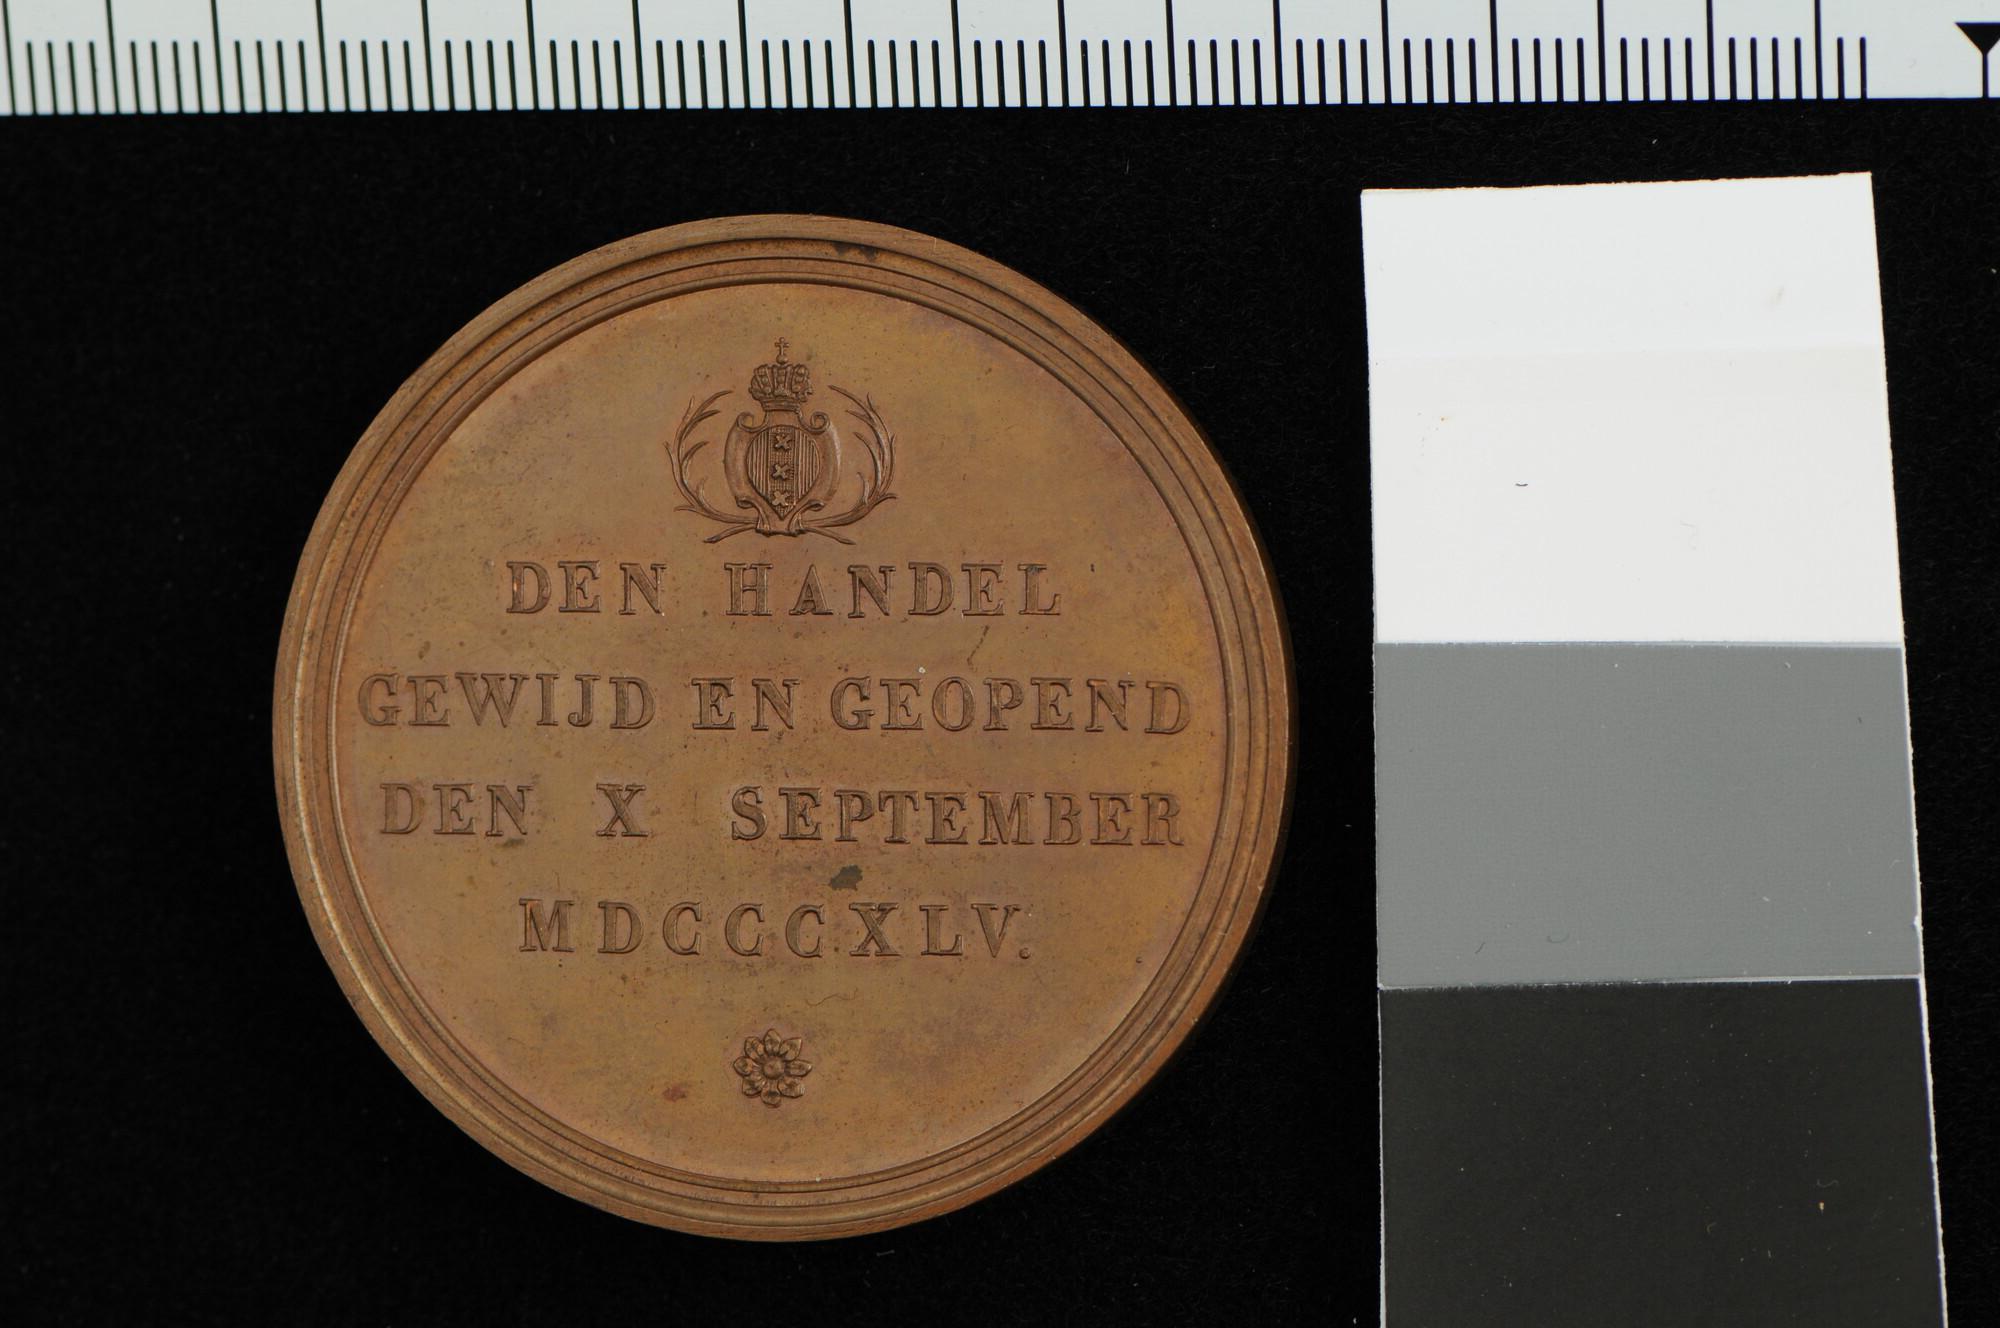 DEN HANDEL
GEWIJD EN GEOPEND
DEN X SEPTEMBER
MDCCCXLV.